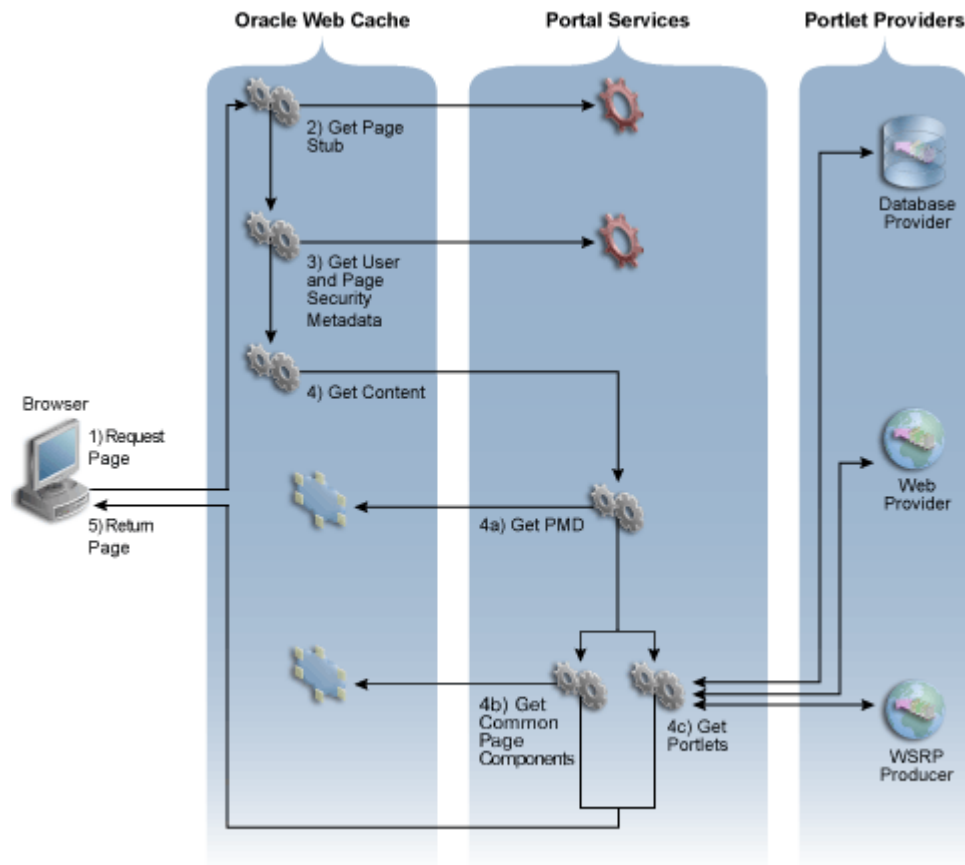 Oracle Web Cache
Portal Services
Portlet Providers
2) Get Page
Stub
Database
Provider
3) Get User
and Page
Security
Metadata
4) Get Content
Browser
1) Request
Page
Web
Provider
5) Return
Page
4a) Get PMD
4b) Get
Common
Page
Components
4c) Get
Portlets
WSRP
Producer